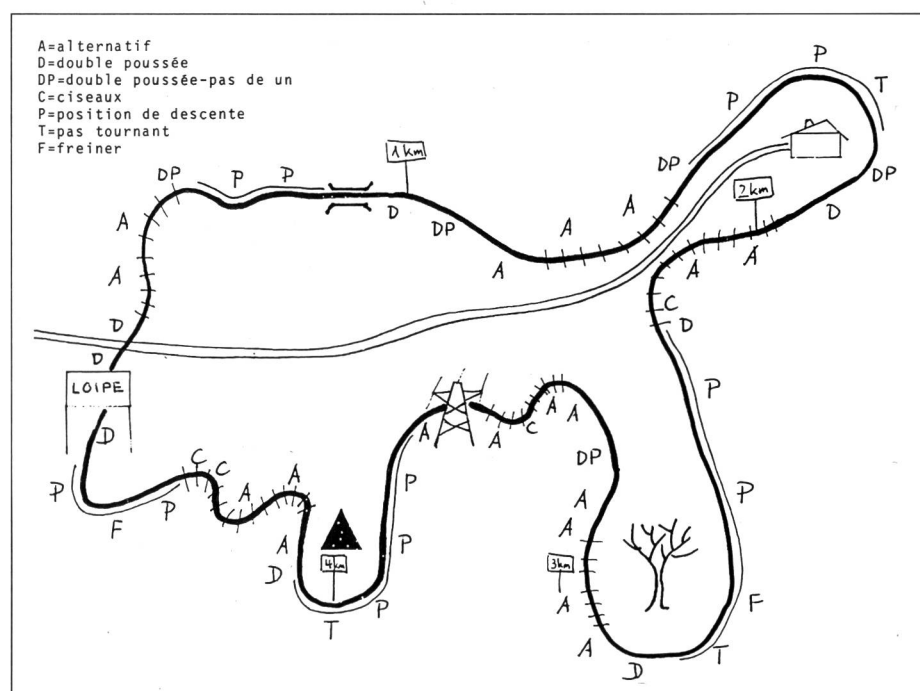 A=alternatif
D=double poussée
DP=double poussée-pas de un
C=ciseaux
P=position de descente
T=pas tournant
F=freiner
P
T
P
1 km
DP
P
P
DP
2 km
DP
A
A
A
D
DP
D
A
A
A
A
A
C
D
D
D
LOIPE
P
D
A
A
C
A
A
DP
C
C
A
A
P
P
F
P
A
A
P
P
3 km
A
D
4 km
A
F
T
P
A
D
T